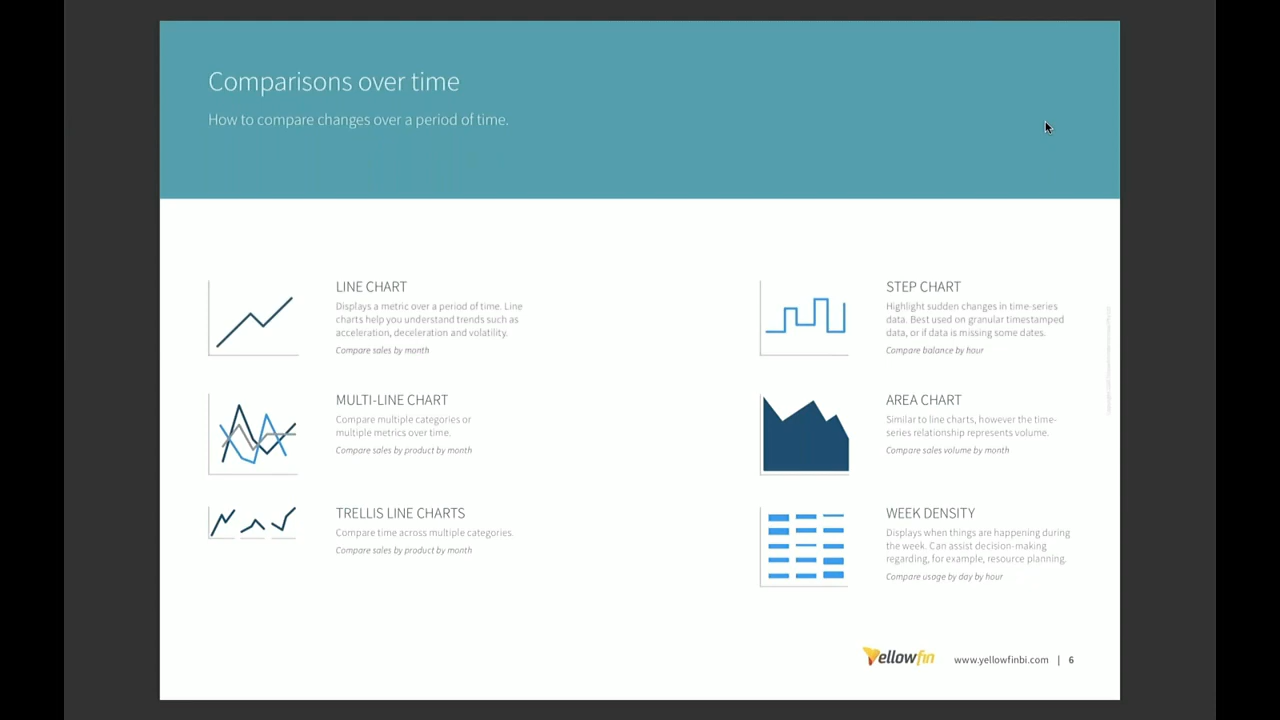 Comparisons over time
How to compare changes over a period of time.
LINE CHART
Displays a metric over a period of time. Line
charts help you understand trends such as
acceleration, deceleration and volatility.
Compare sales by month
MULTI-LINE CHART
Compare multiple categories or
multiple metrics over time.
Compare sales by product by month
TRELLIS LINE CHARTS
Compare time across multiple categories.
Compare sales by product by month
STEP CHART
Highlight sudden changes in time-series
data. Best used on granular timestamped
data, or if data is missing some dates.
Compare balance by hour
AREA CHART
Similar to line charts, however the time-
series relationship represents volume.
Compare sales volume by month
WEEK DENSITY
Displays when things are happening during
the week. Can assist decision-making
regarding, for example, resource planning.
Compare usage by day by hour
Yellowfin www.yellowfinbi.com | 6